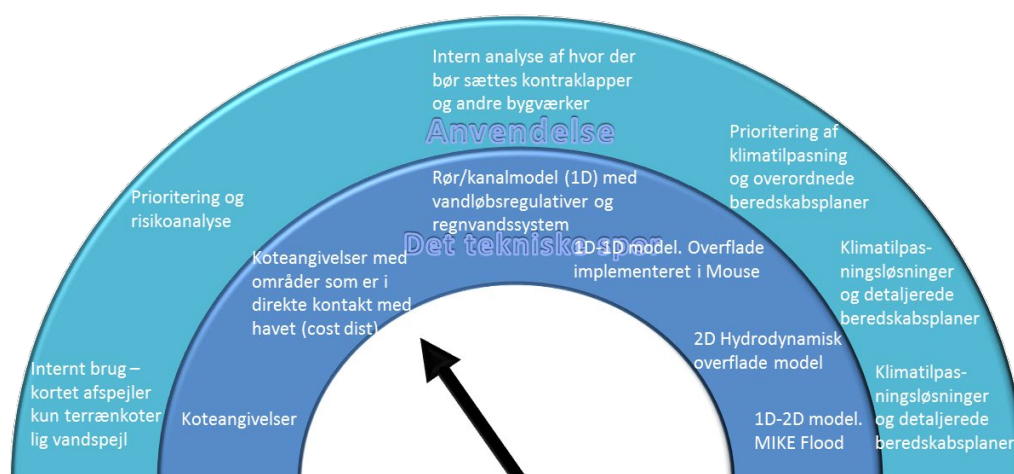 Intern analyse af hvor der
bør sættes kontraklapper
og andre bygværker
Anvendelse
Prioritering af
klimatilpasning
og overordnede
beredskabsplaner
Prioritering og
risikoanalyse
Rør/kanalmodel (1D) med
vandløbsregulativer og
regnvandssystem
Det tekniske spor
1D-1D model. Overflade
implementeret i Mouse
Koteangivelser med
områder som er i
direkte kontakt med
havet (cost dist)
Klimatilpas-
ningsløsninger
og detaljerede
beredskabsplaner
2D Hydrodynamisk
overflade model
Internt brug –
kortet afspejler
kun terrænkoter
lig vandspejl
Koteangivelser
1D-2D model.
MIKE Flood
Klimatilpas-
ningsløsninger
og detaljerede
beredskabsplaner